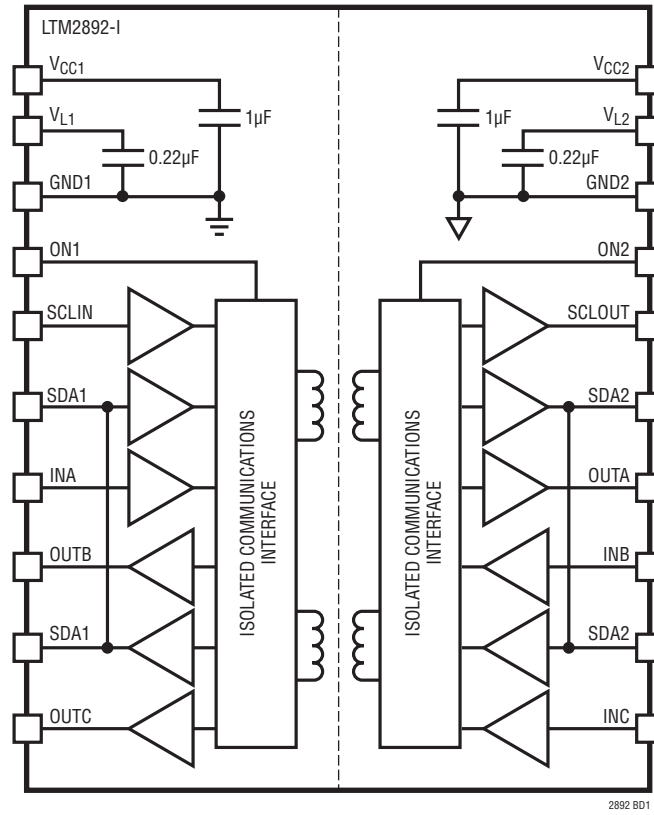 LTM2892-I
VCC1
1µF
VL1
0.22µF
GND1
ON1
SCLIN
SDA1
INA
OUTB
SDA1
OUTC
ISOLATED COMMUNICATIONS
INTERFACE
VCC2
1µF
VL2
0.22µF
GND2
ON2
SCLOUT
SDA2
OUTA
INB
SDA2
INC
ISOLATED COMMUNICATIONS
INTERFACE
2892 BD1